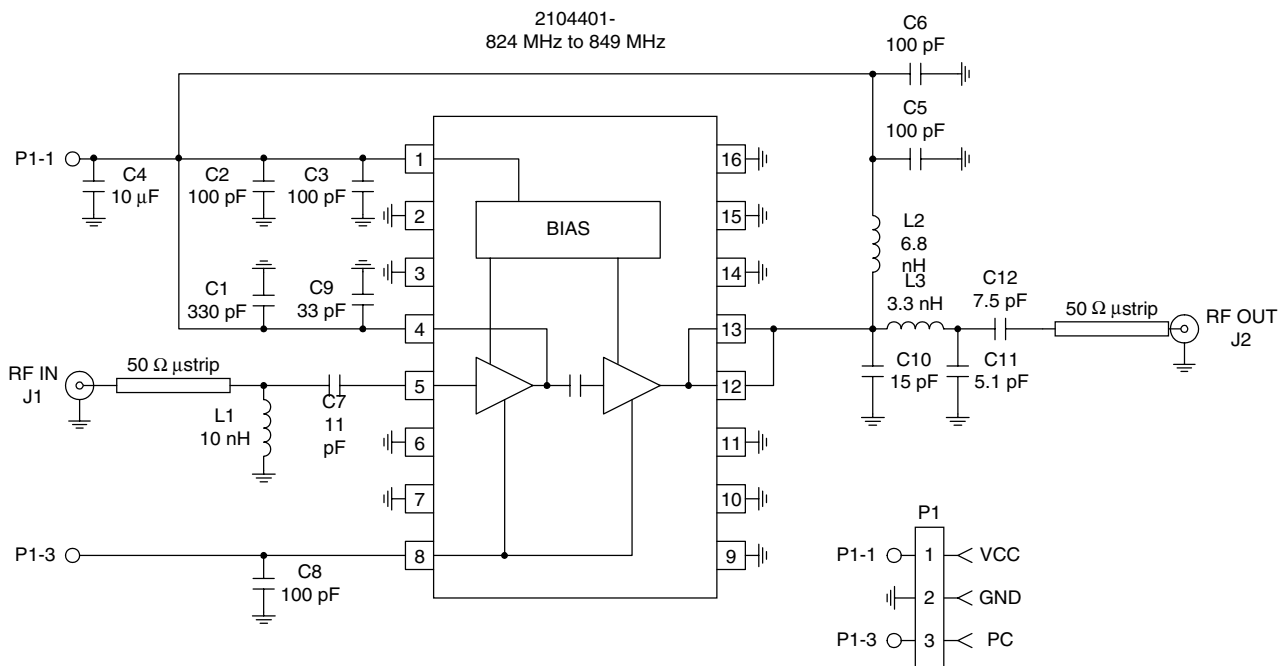 2104401-
824 MHz to 849 MHz
C6
100 pF
C5
100 pF
P1-1
C4
10 µF
C2
100 pF
C3
100 pF
1
16
2
15
BIAS
L2
6.8
nH
3
14
C1
330 pF
C9
33 pF
L3
3.3 nH
C12
7.5 pF
4
13
50 Ω µstrip
RF OUT
J2
RF IN
J1
50 Ω µstrip
C7
11
pF
5
12
C10
15 pF
C11
5.1 pF
L1
10 nH
6
11
7
10
P1-3
C8
100 pF
8
9
P1
P1-1
1
VCC
2
GND
P1-3
3
PC